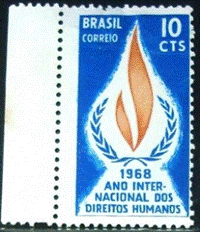 BRASIL 10
CORREIO CTS
1968
ANO INTER-
NACIONAL DOS
DIREITOS HUMANOS